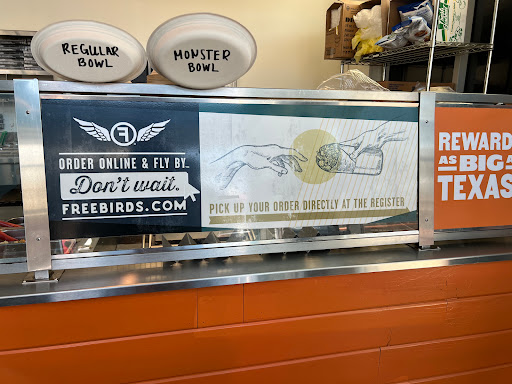 REGULAR
BOWL
MONSTER
BOWL
F
ORDER ONLINE & FLY BY.
Don't wait.
FREEBIRDS.COM
PICK UP YOUR ORDER DIRECTLY AT THE REGISTER
REWARD
AS BIG A
TEXAS